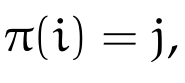 π(i) = j,